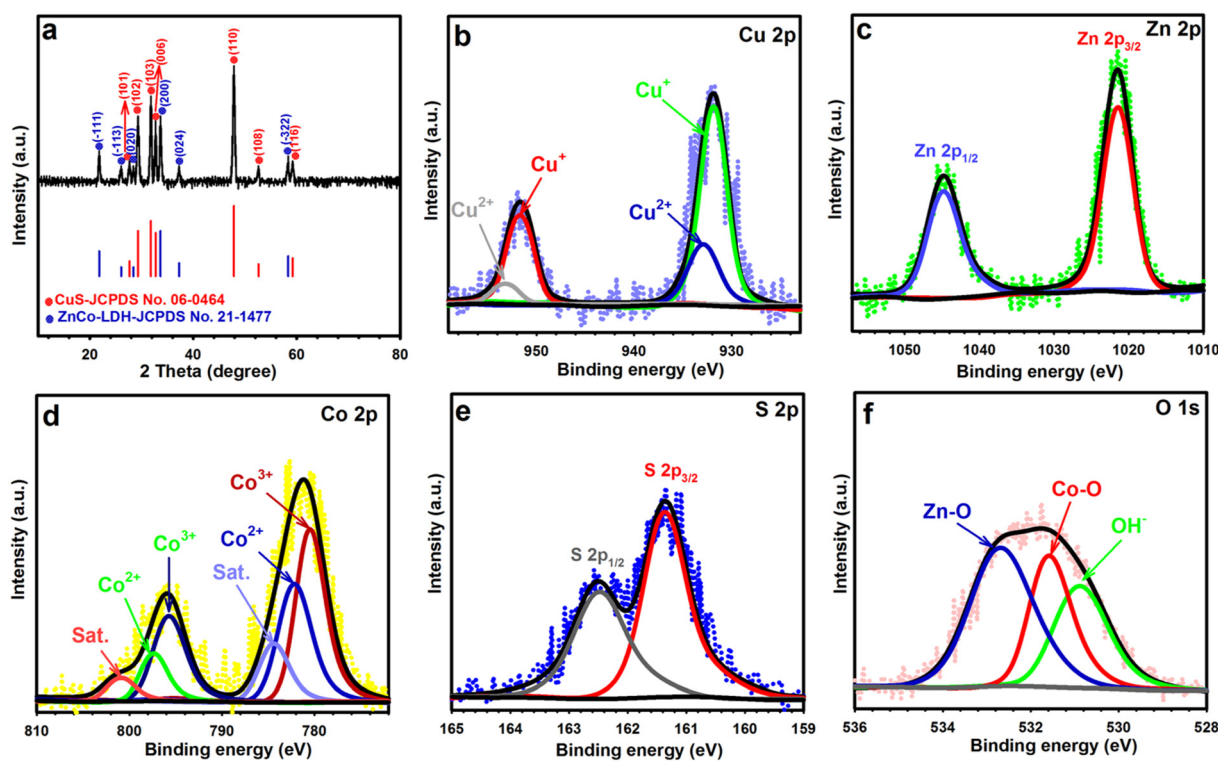 a
Intensity (a.u.)
(-111)
(-113)
(101)
(020)
(102)
(103)
(006)
(200)
(024)
(110)
(108)
(-322)
(116)
CuS-JCPDS No. 06-0464
ZnCo-LDH-JCPDS No. 21-1477
20 40 60 80
2 Theta (degree)
b
Cu 2p
Intensity (a.u.)
Cu⁺
Cu⁺
Cu²⁺
Cu²⁺
950 940 930
Binding energy (eV)
c
Zn 2p
Zn 2p₃/₂
Zn 2p₁/₂
Intensity (a.u.)
1050 1040 1030 1020 1010
Binding energy (eV)
d
Co 2p
Intensity (a.u.)
Co³⁺
Co³⁺
Co²⁺
Co²⁺
Sat.
Sat.
810 800 790 780
Binding energy (eV)
e
S 2p
Intensity (a.u.)
S 2p₃/₂
S 2p₁/₂
165 164 163 162 161 160 159
Binding energy (eV)
f
O 1s
Intensity (a.u.)
Zn-O
Co-O
OH⁻
536 534 532 530 528
Binding energy (eV)